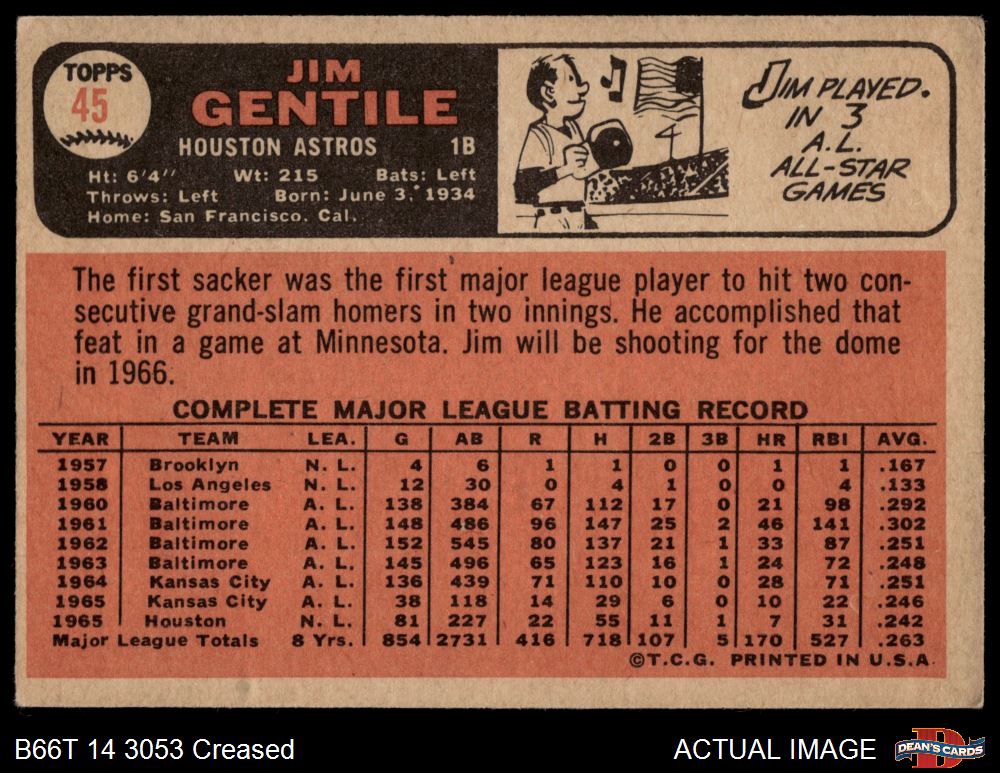 TOPPS
45
JIM
GENTILE
HOUSTON ASTROS 1B
Ht: 6'4" Wt: 215 Bats: Left
Throws: Left Born: June 3, 1934
Home: San Francisco, Cal.
JIM PLAYED
IN 3
A.L.
ALL-STAR
GAMES
The first sacker was the first major league player to hit two con-
secutive grand-slam homers in two innings. He accomplished that
feat in a game at Minnesota. Jim will be shooting for the dome
in 1966.
COMPLETE MAJOR LEAGUE BATTING RECORD
YEAR TEAM LEA. G AB R H 2B 3B HR RBI AVG.
1957 Brooklyn N. L. 4 6 1 1 0 0 1 1 .167
1958 Los Angeles N. L. 12 30 0 4 1 0 0 4 .133
1960 Baltimore A. L. 138 384 67 112 17 0 21 98 .292
1961 Baltimore A. L. 148 486 96 147 25 2 46 141 .302
1962 Baltimore A. L. 152 545 80 137 21 1 33 87 .251
1963 Baltimore A. L. 145 496 65 123 16 1 24 72 .248
1964 Kansas City A. L. 136 439 71 110 10 0 28 71 .251
1965 Kansas City A. L. 38 118 14 29 6 0 10 22 .246
1965 Houston N. L. 81 227 22 55 11 1 7 31 .242
Major League Totals 8 Yrs. 854 2731 416 718 107 5 170 527 .263
©T.C.G. PRINTED IN U.S.A.
B66T 14 3053 Creased
ACTUAL IMAGE
DEAN'S CARDS